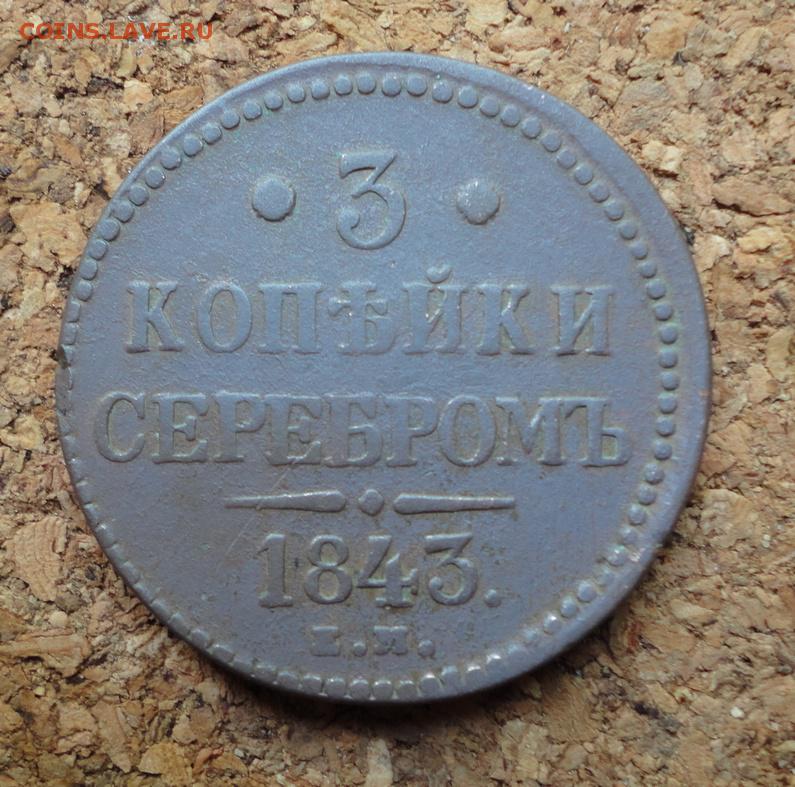 COINS.LAVE.RU
• 3 •
КОПѢЙКИ
СЕРЕБРОМЪ
1843.
Е.М.